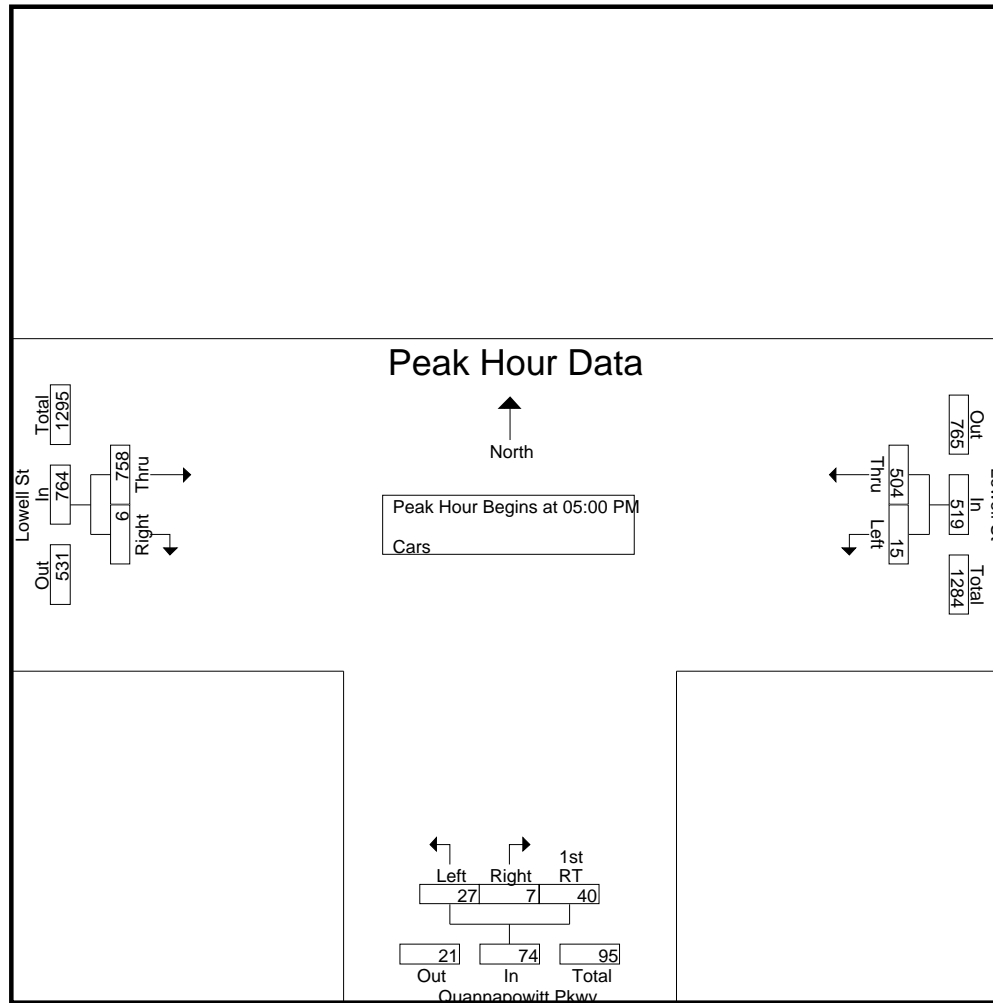 Peak Hour Data
North
Peak Hour Begins at 05:00 PM
Cars
Lowell St
Total
1295
In
764
Out
531
758
Thru
6
Right
Out
765
In
519
Total
1284
504
Thru
15
Left
1st
Left Right RT
27 7 40
21 74 95
Out In Total
Quannapowitt Pkwy